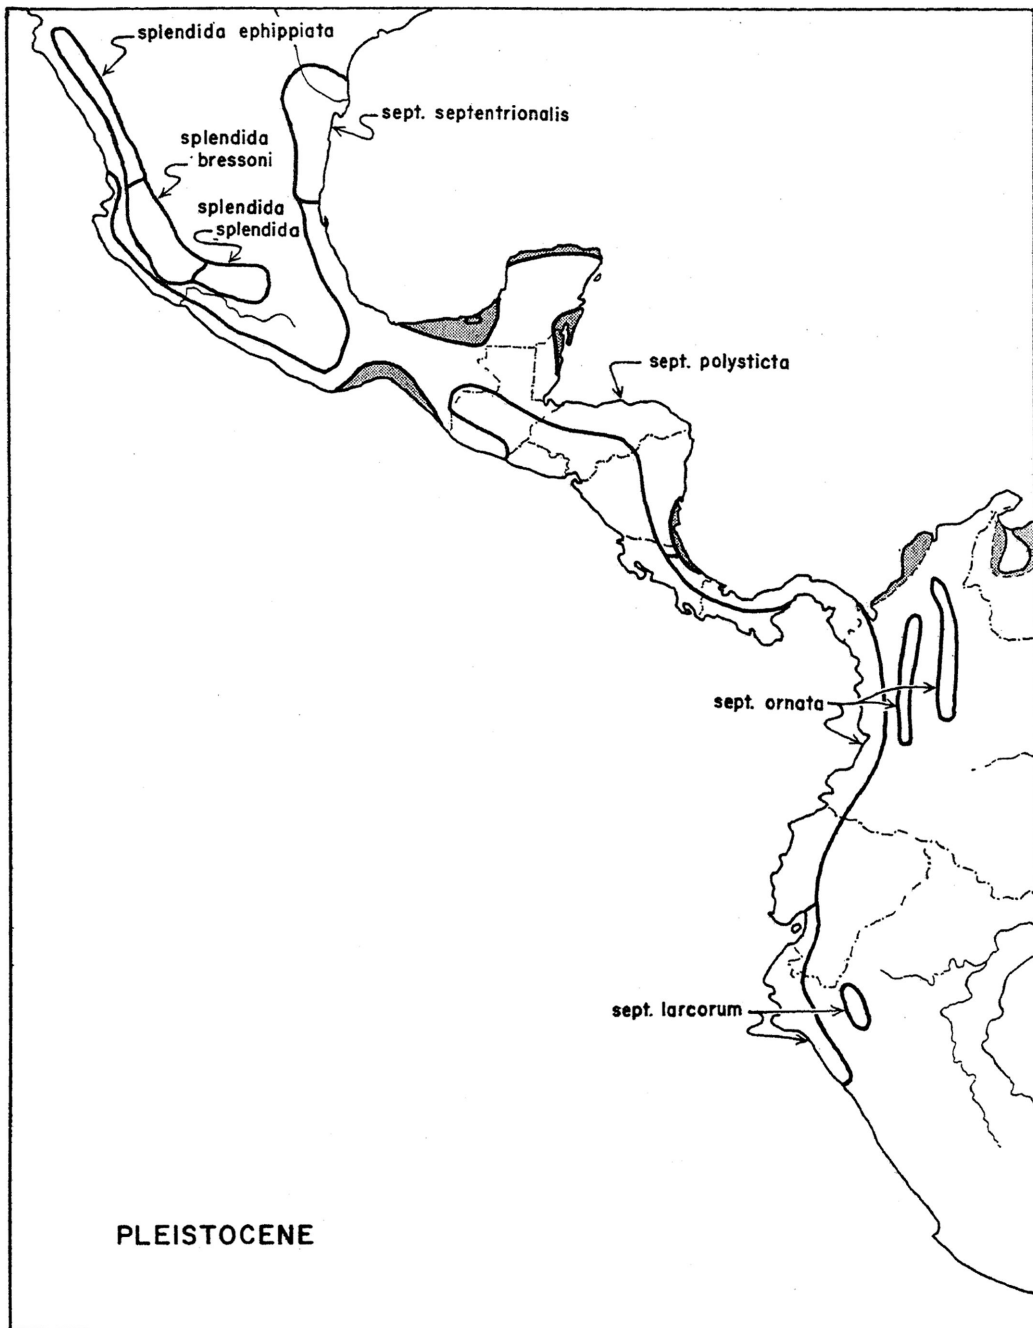 splendida ephippiata
sept. septentrionalis
splendida
bressoni
splendida
splendida
sept. polysticta
sept. ornata
sept. larcorum
PLEISTOCENE